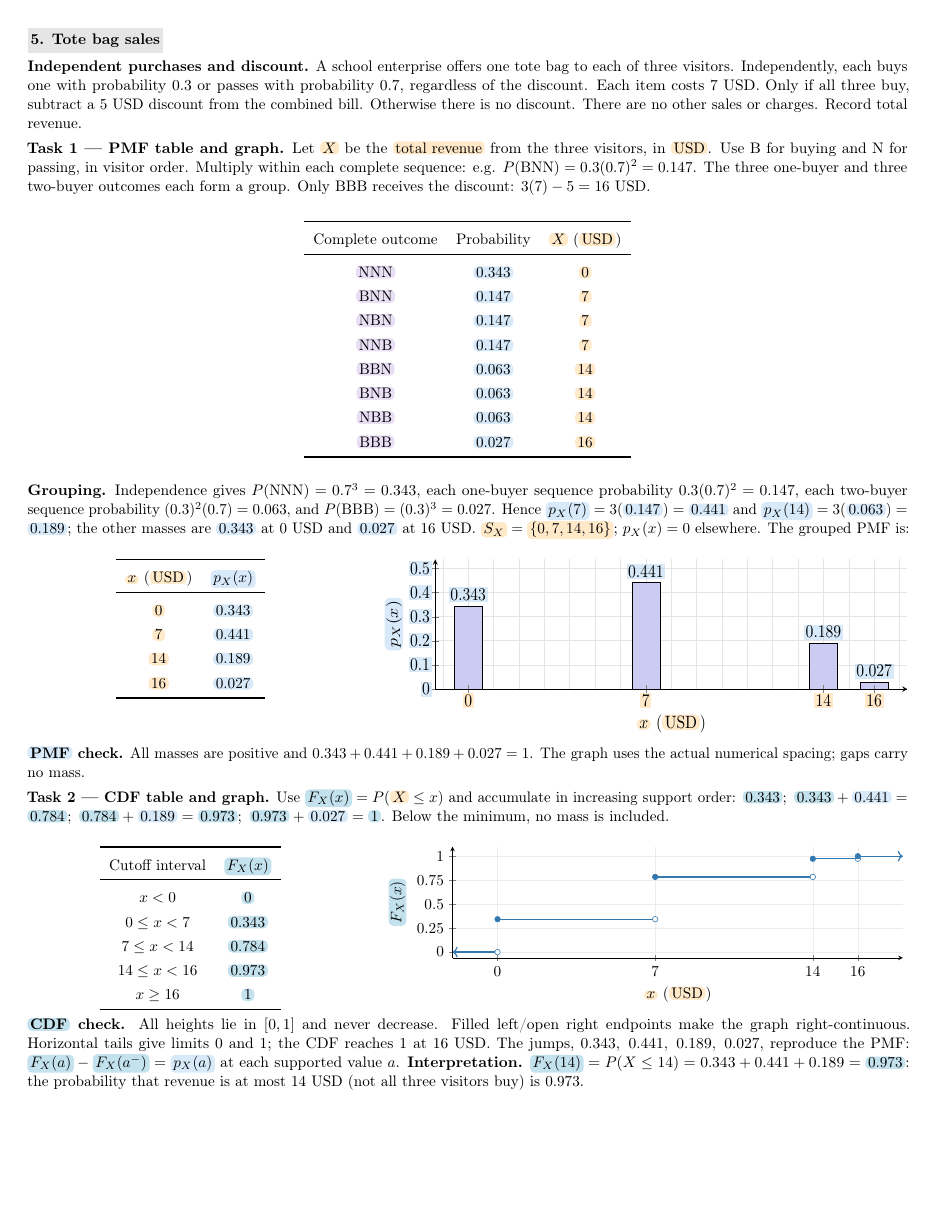 5. Tote bag sales
Independent purchases and discount. A school enterprise offers one tote bag to each of three visitors. Independently, each buys
one with probability 0.3 or passes with probability 0.7, regardless of the discount. Each item costs 7 USD. Only if all three buy,
subtract a 5 USD discount from the combined bill. Otherwise there is no discount. There are no other sales or charges. Record total
revenue.
Task 1 — PMF table and graph. Let X be the total revenue from the three visitors, in USD. Use B for buying and N for
passing, in visitor order. Multiply within each complete sequence: e.g. P(BNN) = 0.3(0.7)² = 0.147. The three one-buyer and three
two-buyer outcomes each form a group. Only BBB receives the discount: 3(7) − 5 = 16 USD.
Complete outcome Probability X (USD)
NNN 0.343 0
BNN 0.147 7
NBN 0.147 7
NNB 0.147 7
BBN 0.063 14
BNB 0.063 14
NBB 0.063 14
BBB 0.027 16
Grouping. Independence gives P(NNN) = 0.7³ = 0.343, each one-buyer sequence probability 0.3(0.7)² = 0.147, each two-buyer
sequence probability (0.3)²(0.7) = 0.063, and P(BBB) = (0.3)³ = 0.027. Hence p_X(7) = 3(0.147) = 0.441 and p_X(14) = 3(0.063) =
0.189; the other masses are 0.343 at 0 USD and 0.027 at 16 USD. S_X = {0, 7, 14, 16}; p_X(x) = 0 elsewhere. The grouped PMF is:
x (USD) p_X(x)
0 0.343
7 0.441
14 0.189
16 0.027
p_X(x)
0.5
0.4
0.3
0.2
0.1
0
0.343
0.441
0.189
0.027
0 7 14 16
x (USD)
PMF check. All masses are positive and 0.343 + 0.441 + 0.189 + 0.027 = 1. The graph uses the actual numerical spacing; gaps carry
no mass.
Task 2 — CDF table and graph. Use F_X(x) = P(X ≤ x) and accumulate in increasing support order: 0.343; 0.343 + 0.441 =
0.784; 0.784 + 0.189 = 0.973; 0.973 + 0.027 = 1. Below the minimum, no mass is included.
Cutoff interval F_X(x)
x < 0 0
0 ≤ x < 7 0.343
7 ≤ x < 14 0.784
14 ≤ x < 16 0.973
x ≥ 16 1
F_X(x)
1
0.75
0.5
0.25
0
0 7 14 16
x (USD)
CDF check. All heights lie in [0, 1] and never decrease. Filled left/open right endpoints make the graph right-continuous.
Horizontal tails give limits 0 and 1; the CDF reaches 1 at 16 USD. The jumps, 0.343, 0.441, 0.189, 0.027, reproduce the PMF:
F_X(a) − F_X(a⁻) = p_X(a) at each supported value a. Interpretation. F_X(14) = P(X ≤ 14) = 0.343 + 0.441 + 0.189 = 0.973:
the probability that revenue is at most 14 USD (not all three visitors buy) is 0.973.